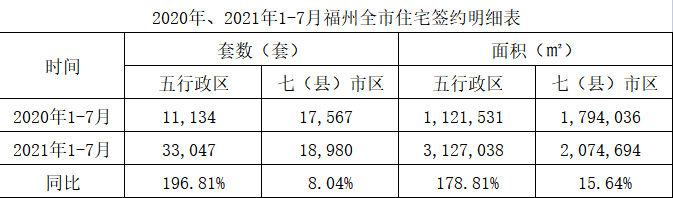 2020年、2021年1-7月福州全市住宅签约明细表
时间 套数（套） 面积（㎡）
五行政区 七（县）市区 五行政区 七（县）市区
2020年1-7月 11,134 17,567 1,121,531 1,794,036
2021年1-7月 33,047 18,980 3,127,038 2,074,694
同比 196.81% 8.04% 178.81% 15.64%